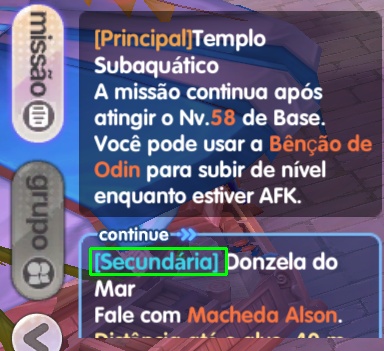 missão
grupo
[Principal]Templo
Subaquático
A missão continua após
atingir o Nv.58 de Base.
Você pode usar a Bênção de
Odin para subir de nível
enquanto estiver AFK.
continue
[Secundária] Donzela do
Mar
Fale com Macheda Alson.